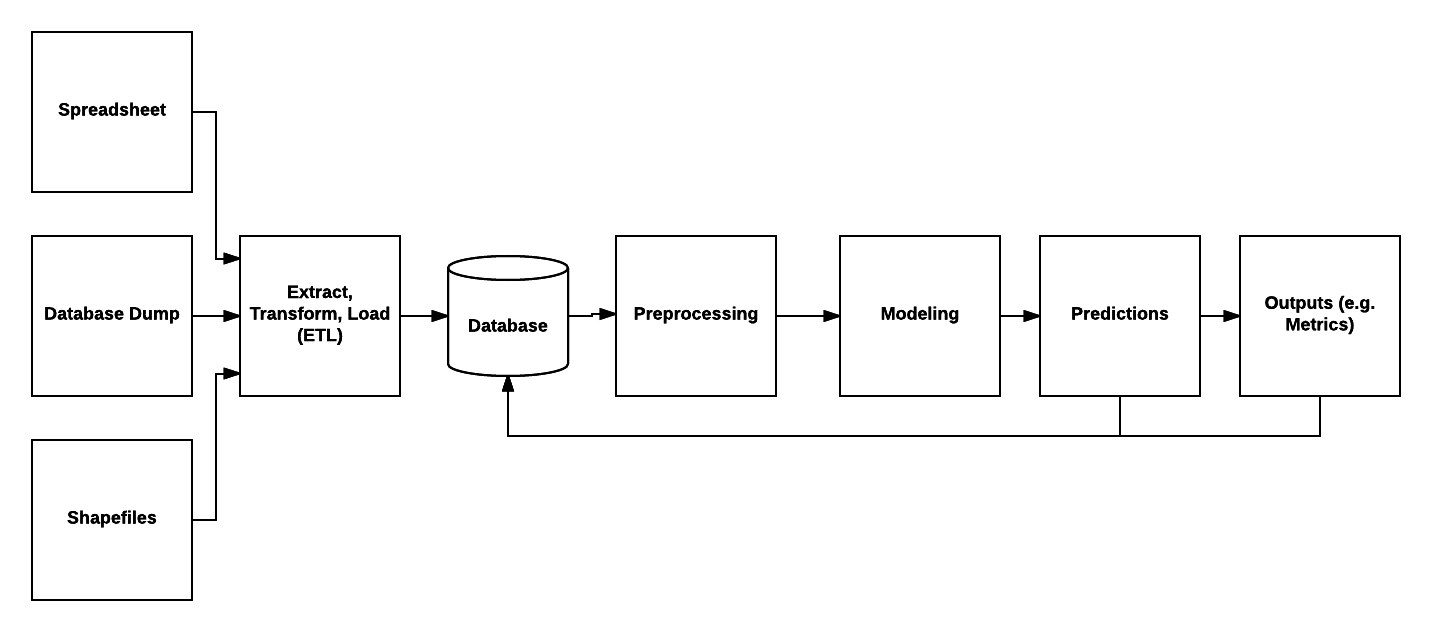 Spreadsheet
Database Dump
Shapefiles
Extract,
Transform, Load
(ETL)
Database
Preprocessing
Modeling
Predictions
Outputs (e.g.
Metrics)